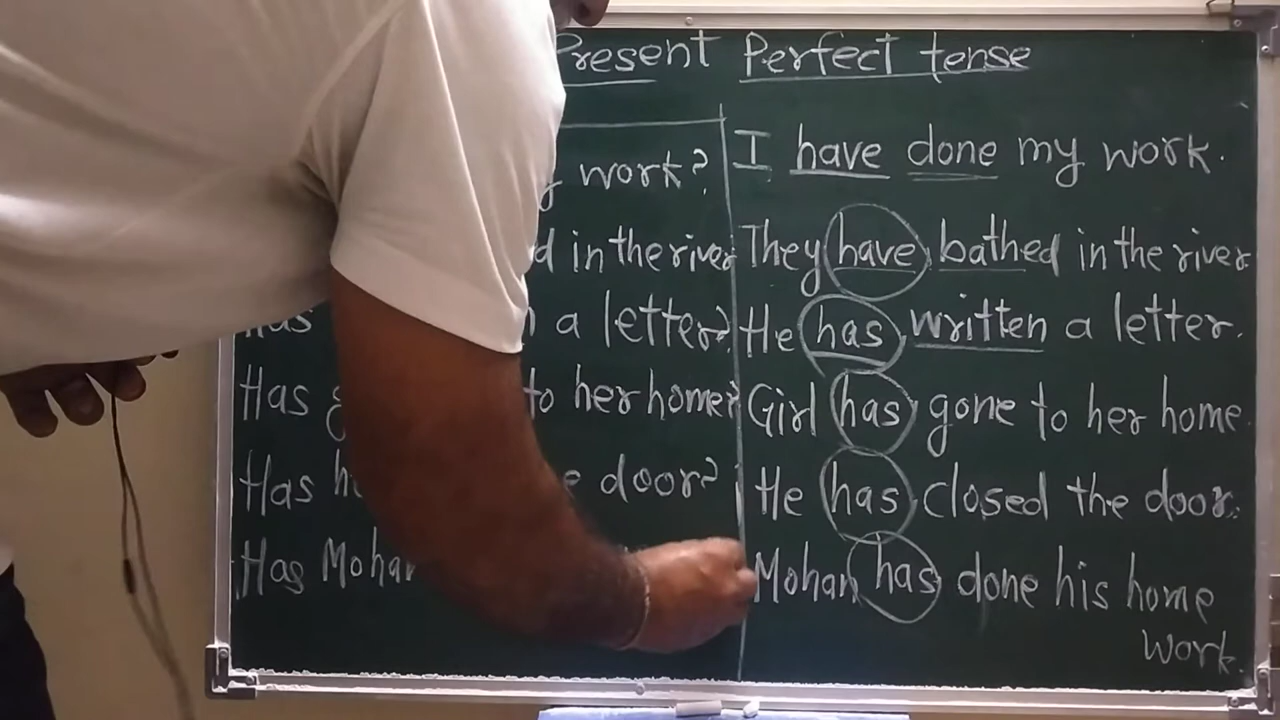 Present Perfect tense
work?
in the river
Has a letter?
Has to her home?
Has door?
Has Mohan
I have done my work.
They have bathed in the river
He has written a letter.
Girl has gone to her home.
He has closed the door.
Mohan has done his home
work.